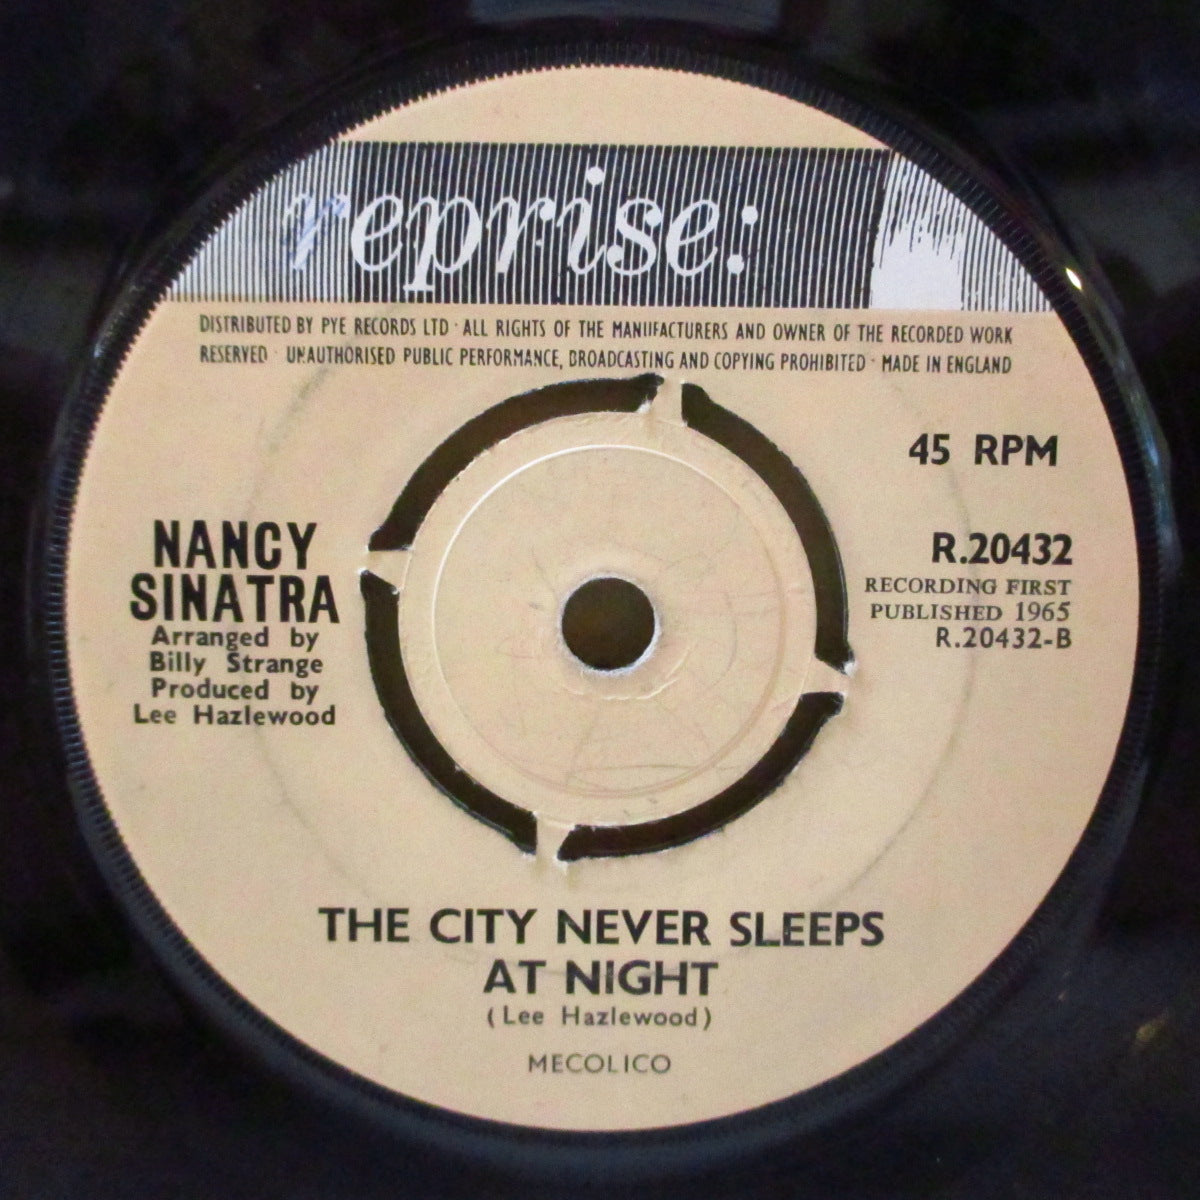 reprise:
DISTRIBUTED BY PYE RECORDS LTD · ALL RIGHTS OF THE MANUFACTURERS AND OWNER OF THE RECORDED WORK
RESERVED · UNAUTHORISED PUBLIC PERFORMANCE, BROADCASTING AND COPYING PROHIBITED · MADE IN ENGLAND
45 RPM
NANCY
SINATRA
Arranged by
Billy Strange
Produced by
Lee Hazlewood
R.20432
RECORDING FIRST
PUBLISHED 1965
R.20432-B
THE CITY NEVER SLEEPS
AT NIGHT
(Lee Hazlewood)
MECOLICO